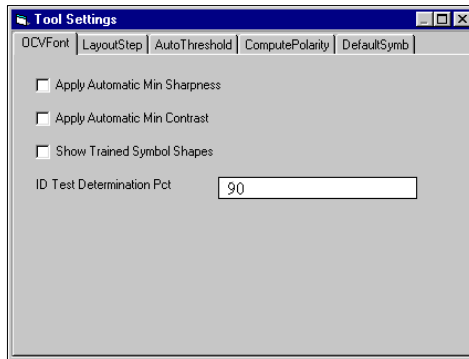 Tool Settings
OCVFont LayoutStep AutoThreshold ComputePolarity DefaultSymb
Apply Automatic Min Sharpness
Apply Automatic Min Contrast
Show Trained Symbol Shapes
ID Test Determination Pct 90